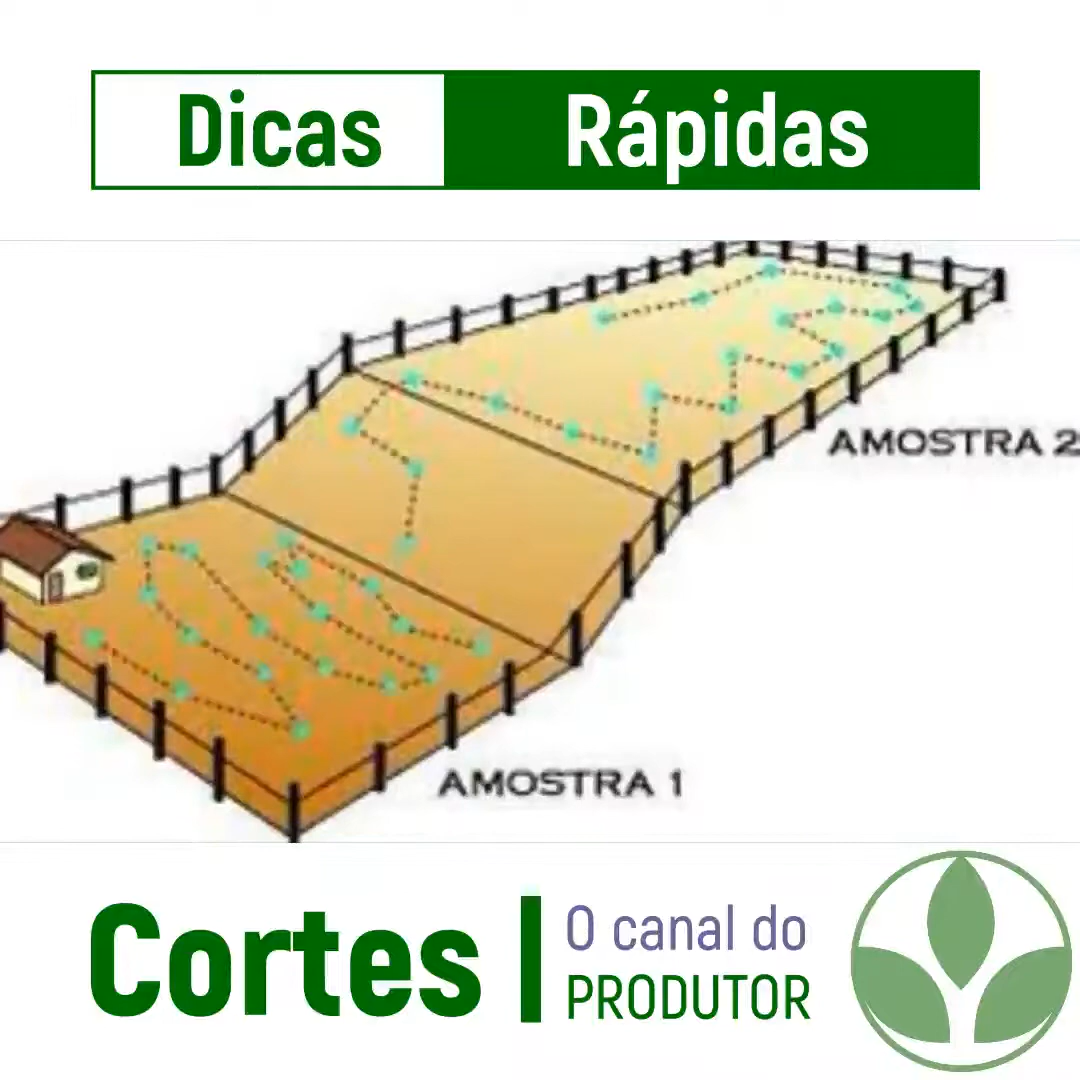 Dicas Rápidas
AMOSTRA 2
AMOSTRA 1
Cortes
O canal do
PRODUTOR